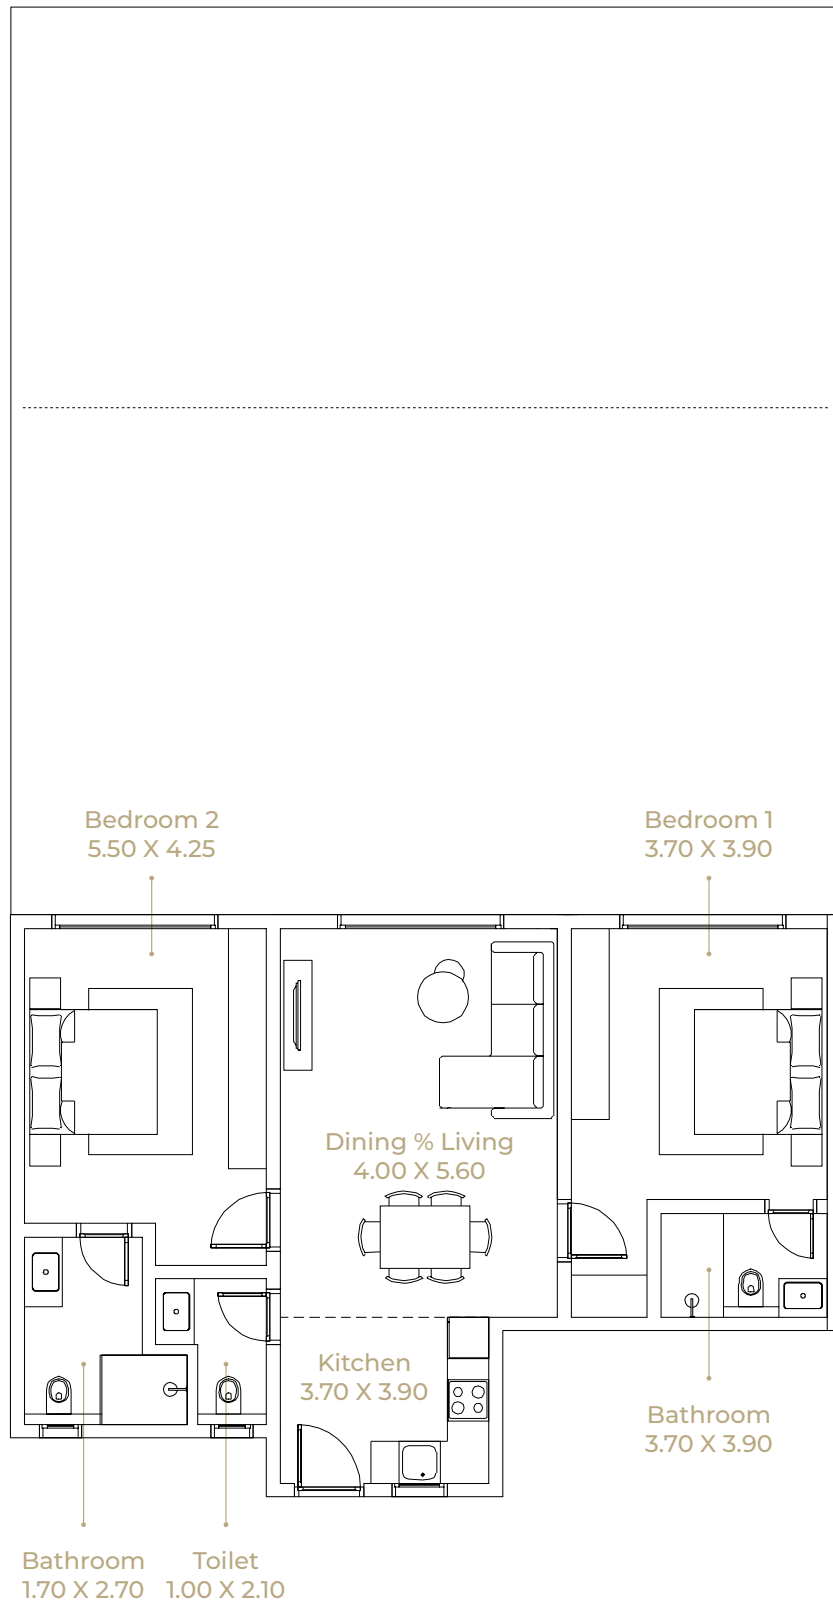 Bedroom 2
5.50 X 4.25
Bedroom 1
3.70 X 3.90
Dining % Living
4.00 X 5.60
Kitchen
3.70 X 3.90
Bathroom
3.70 X 3.90
Bathroom
1.70 X 2.70
Toilet
1.00 X 2.10